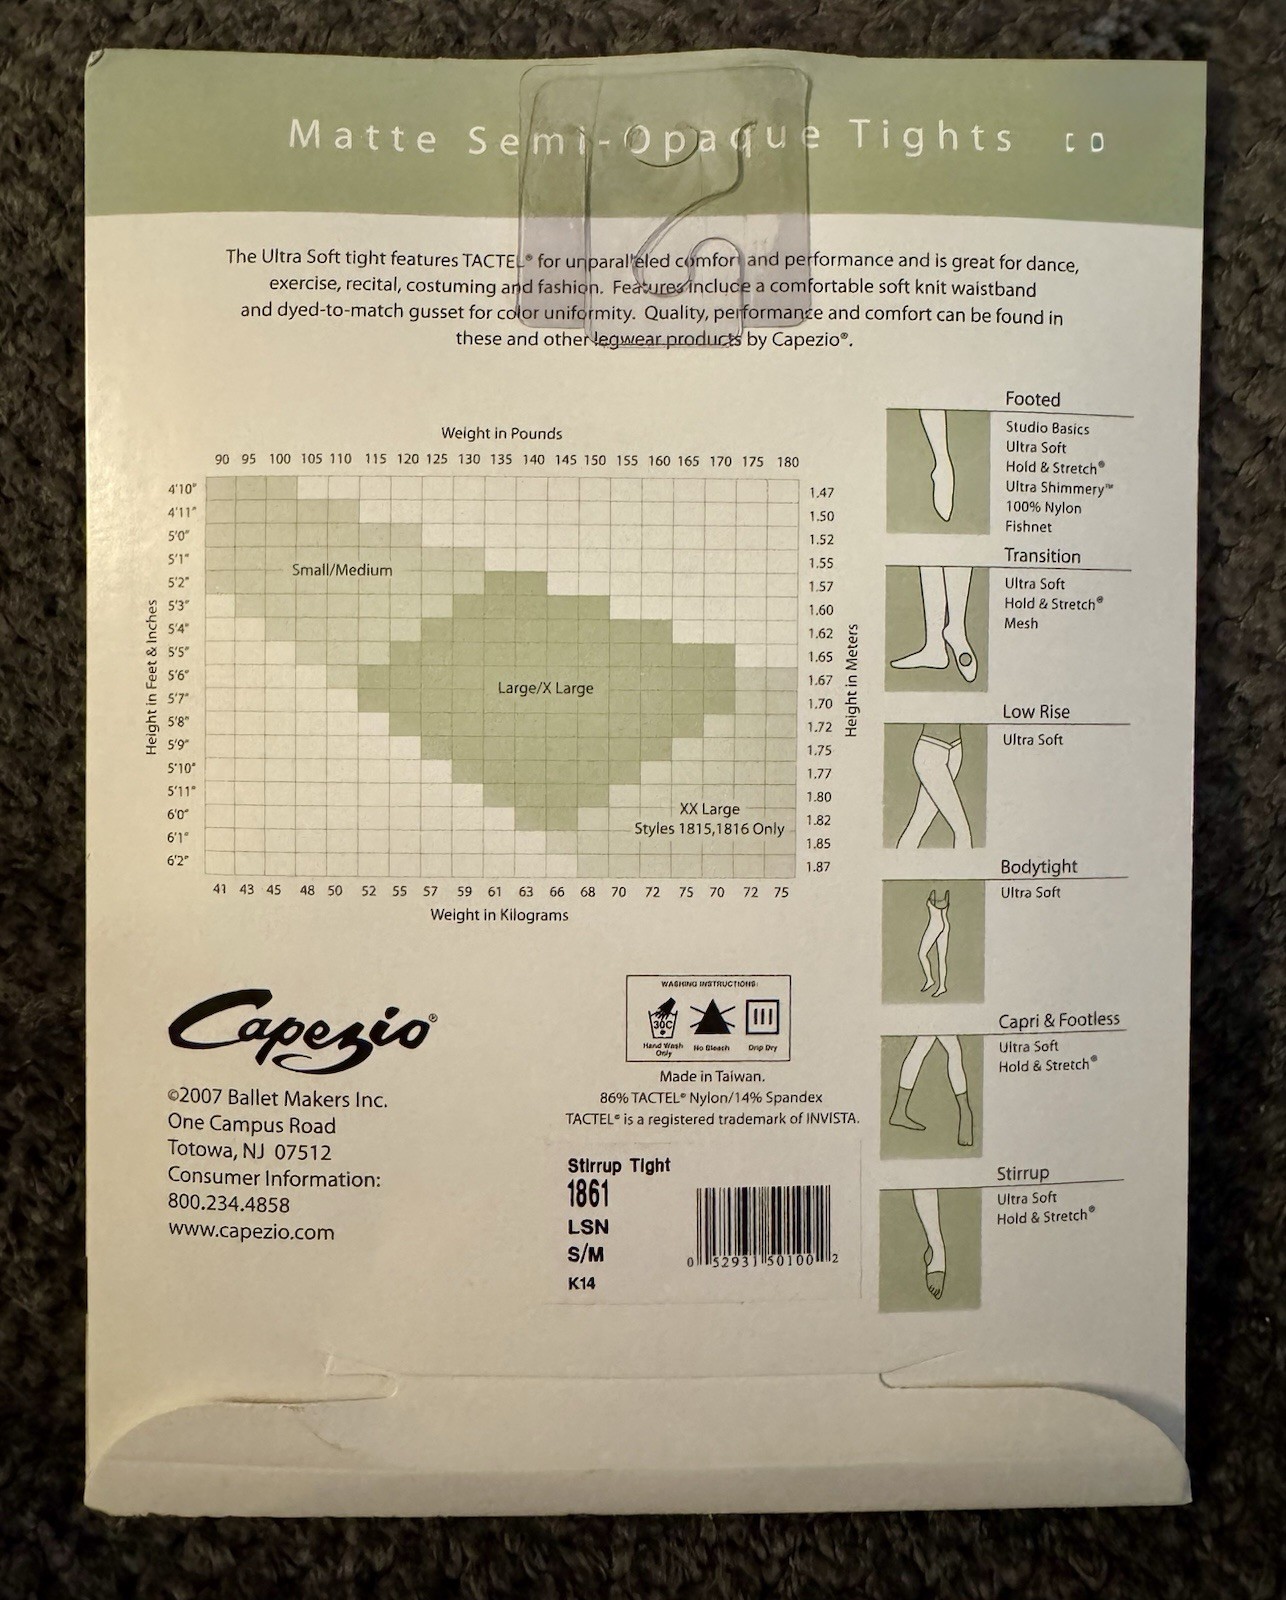 Matte Semi-Opaque Tights
The Ultra Soft tight features TACTEL® for unparalleled comfort and performance and is great for dance,
exercise, recital, costuming and fashion. Features include a comfortable soft knit waistband
and dyed-to-match gusset for color uniformity. Quality, performance and comfort can be found in
these and other legwear products by Capezio®.
Weight in Pounds
90 95 100 105 110 115 120 125 130 135 140 145 150 155 160 165 170 175 180
Height in Feet & Inches
4'10"
4'11"
5'0"
5'1"
5'2"
5'3"
5'4"
5'5"
5'6"
5'7"
5'8"
5'9"
5'10"
5'11"
6'0"
6'1"
6'2"
Small/Medium
Large/X Large
XX Large
Styles 1815,1816 Only
1.47
1.50
1.52
1.55
1.57
1.60
1.62
1.65
1.67
1.70
1.72
1.75
1.77
1.80
1.82
1.85
1.87
Height in Meters
41 43 45 48 50 52 55 57 59 61 63 66 68 70 72 75 70 72 75
Weight in Kilograms
Footed
Studio Basics
Ultra Soft
Hold & Stretch®
Ultra Shimmery™
100% Nylon
Fishnet
Transition
Ultra Soft
Hold & Stretch®
Mesh
Low Rise
Ultra Soft
Bodytight
Ultra Soft
Capri & Footless
Ultra Soft
Hold & Stretch®
Stirrup
Ultra Soft
Hold & Stretch®
Capezio®
©2007 Ballet Makers Inc.
One Campus Road
Totowa, NJ 07512
Consumer Information:
800.234.4858
www.capezio.com
WASHING INSTRUCTIONS:
30C
Hand Wash
Only
No Bleach
Drip Dry
Made in Taiwan.
86% TACTEL® Nylon/14% Spandex
TACTEL® is a registered trademark of INVISTA.
Stirrup Tight
1861
LSN
S/M
K14
0 52931 50100 2